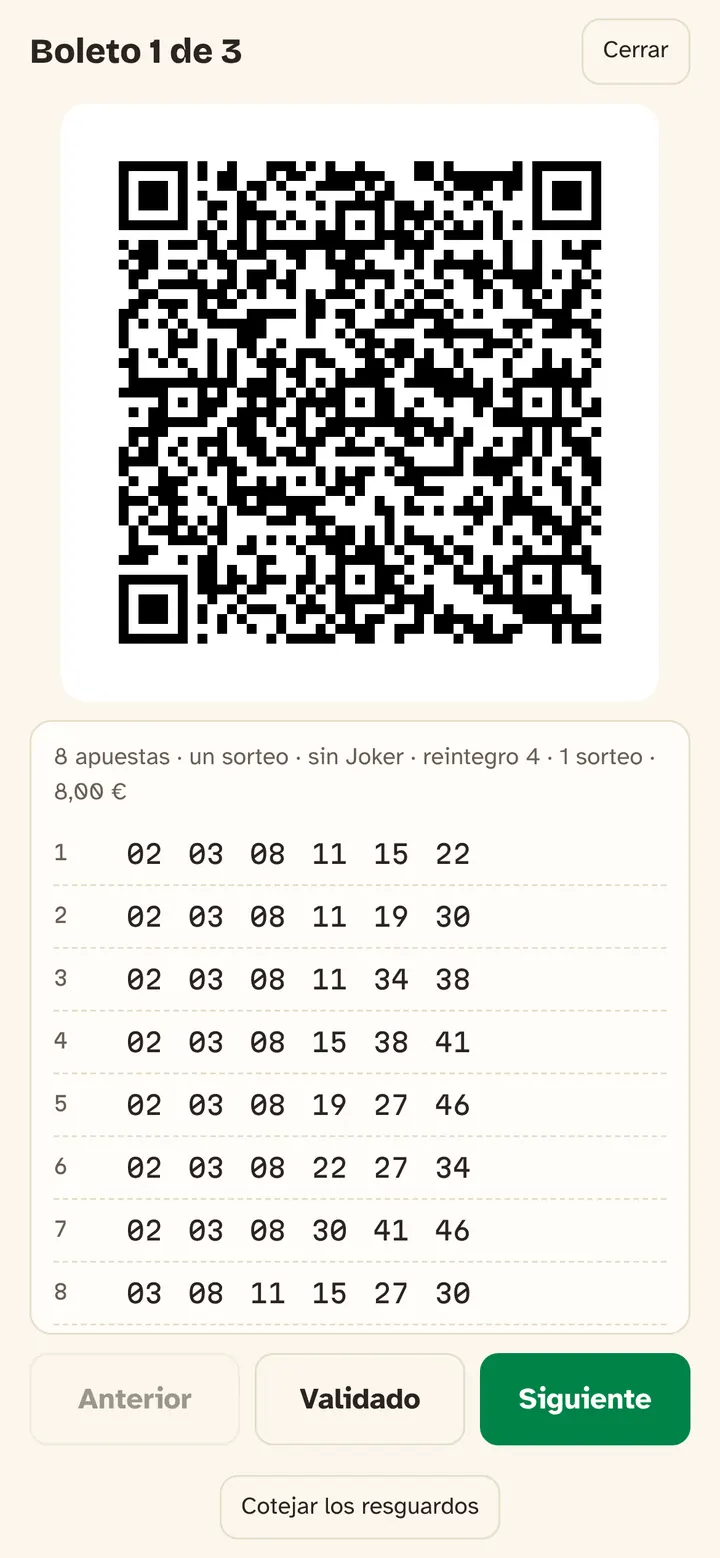 Boleto 1 de 3
Cerrar
8 apuestas · un sorteo · sin Joker · reintegro 4 · 1 sorteo ·
8,00 €
1 02 03 08 11 15 22
2 02 03 08 11 19 30
3 02 03 08 11 34 38
4 02 03 08 15 38 41
5 02 03 08 19 27 46
6 02 03 08 22 27 34
7 02 03 08 30 41 46
8 03 08 11 15 27 30
Anterior
Validado
Siguiente
Cotejar los resguardos